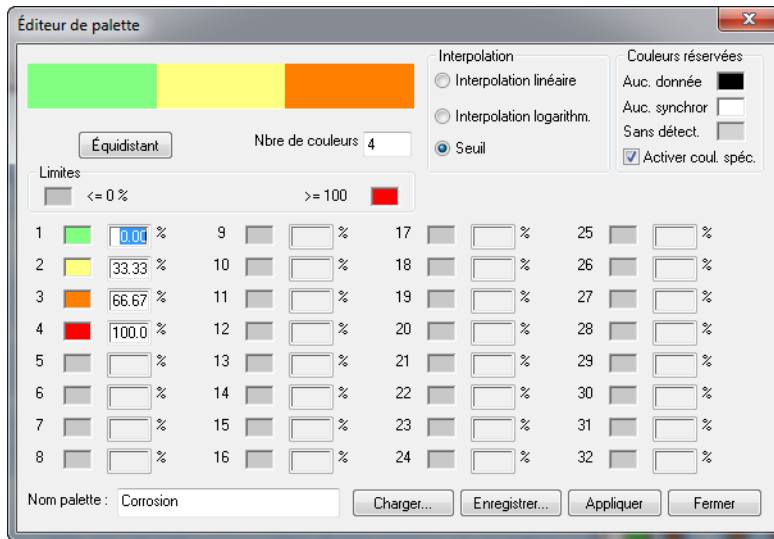 Éditeur de palette
Interpolation
Interpolation linéaire
Interpolation logarithm.
Seuil
Couleurs réservées
Auc. donnée
Auc. synchror
Sans détect.
Activer coul. spéc.
Équidistant
Nbre de couleurs 4
Limites
<= 0 % >= 100
1 0.00 % 9 % 17 % 25 %
2 33.33 % 10 % 18 % 26 %
3 66.67 % 11 % 19 % 27 %
4 100.0 % 12 % 20 % 28 %
5 % 13 % 21 % 29 %
6 % 14 % 22 % 30 %
7 % 15 % 23 % 31 %
8 % 16 % 24 % 32 %
Nom palette : Corrosion Charger... Enregistrer... Appliquer Fermer